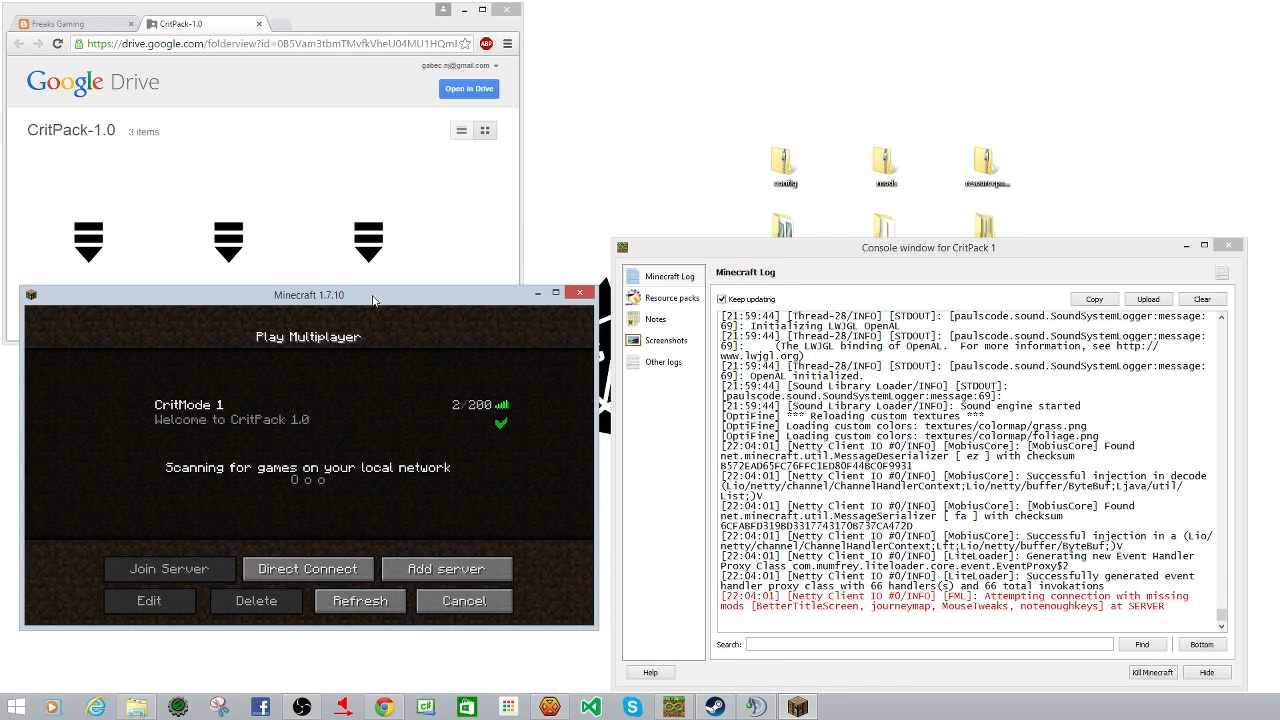 Freaks Gaming
CritPack-1.0
https://drive.google.com/folderview?id=0B5Vam3tbmTMvfkVheU04MU1HQmI
ABP
Google Drive
gabec.nj@gmail.com
Open in Drive
CritPack-1.0
3 items
config
mods
resourcepa...
Minecraft 1.7.10
Play Multiplayer
CritMode 1
2/200
Welcome to CritPack 1.0
Scanning for games on your local network
O o o
Join Server
Direct Connect
Add server
Edit
Delete
Refresh
Cancel
Console window for CritPack 1
Minecraft Log
Resource packs
Notes
Screenshots
Other logs
Minecraft Log
Keep updating
Copy
Upload
Clear
[21:59:44] [Thread-28/INFO] [STDOUT]: [paulscode.sound.SoundSystemLogger:message:
69]: Initializing LWJGL OpenAL
[21:59:44] [Thread-28/INFO] [STDOUT]: [paulscode.sound.SoundSystemLogger:message:
69]: (The LWJGL binding of OpenAL. For more information, see http://
www.lwjgl.org)
[21:59:44] [Thread-28/INFO] [STDOUT]: [paulscode.sound.SoundSystemLogger:message:
69]: OpenAL initialized.
[21:59:44] [Sound Library Loader/INFO] [STDOUT]:
[paulscode.sound.SoundSystemLogger:message:69]:
[21:59:44] [Sound Library Loader/INFO]: Sound engine started
[OptiFine] *** Reloading custom textures ***
[OptiFine] Loading custom colors: textures/colormap/grass.png
[OptiFine] Loading custom colors: textures/colormap/foliage.png
[22:04:01] [Netty Client IO #0/INFO] [MobiusCore]: [MobiusCore] Found
net.minecraft.util.MessageDeserializer [ ez ] with checksum
B572EAD65FC76FFC1ED80F44BC0F9931
[22:04:01] [Netty Client IO #0/INFO] [MobiusCore]: Successful injection in decode
(Lio/netty/channel/ChannelHandlerContext;Lio/netty/buffer/ByteBuf;Ljava/util/
List;)V
[22:04:01] [Netty Client IO #0/INFO] [MobiusCore]: [MobiusCore] Found
net.minecraft.util.MessageSerializer [ fa ] with checksum
6CFABFD319BD3317743170B737CA472D
[22:04:01] [Netty Client IO #0/INFO] [MobiusCore]: Successful injection in a (Lio/
netty/channel/ChannelHandlerContext;Lft;Lio/netty/buffer/ByteBuf;)V
[22:04:01] [Netty Client IO #0/INFO] [LiteLoader]: Generating new Event Handler
Proxy Class com.mumfrey.liteloader.core.event.EventProxy$2
[22:04:01] [Netty Client IO #0/INFO] [LiteLoader]: Successfully generated event
handler proxy class with 66 handlers(s) and 66 total invokations
[22:04:01] [Netty Client IO #0/INFO] [FML]: Attempting connection with missing
mods [BetterTitleScreen, journeymap, MouseTweaks, notenoughkeys] at SERVER
Search:
Find
Bottom
Help
Kill Minecraft
Hide